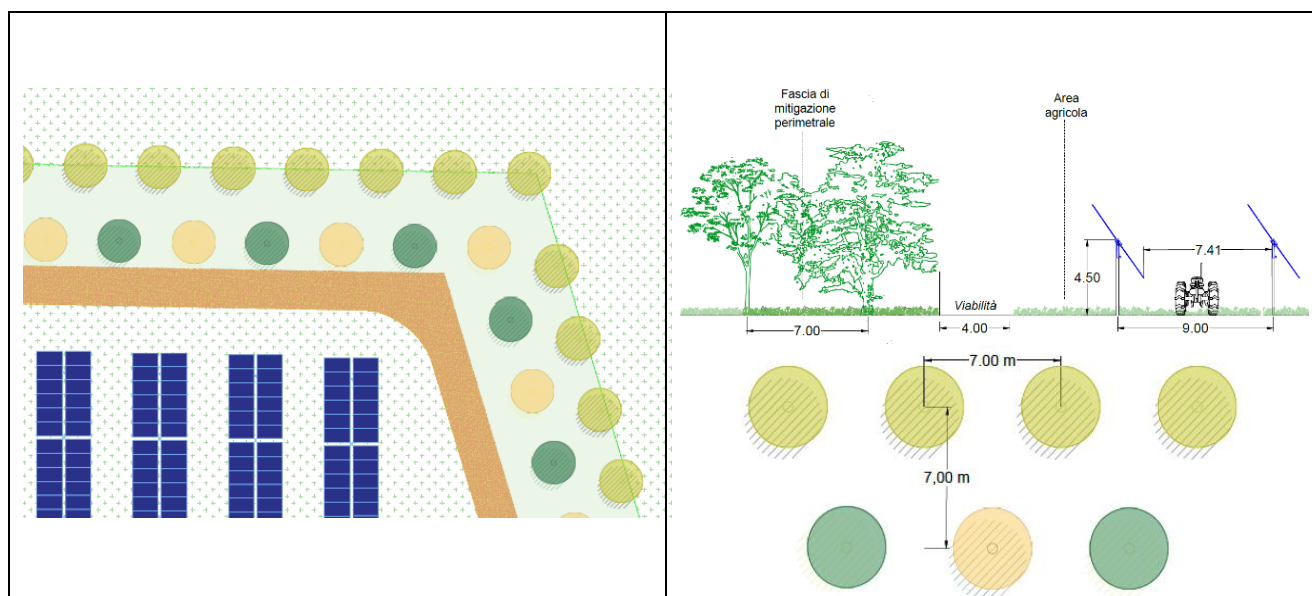 Fascia di
mitigazione
perimetrale
Area
agricola
7.41
4.50
Viabilità
7.00
4.00
9.00
7.00 m
7,00 m